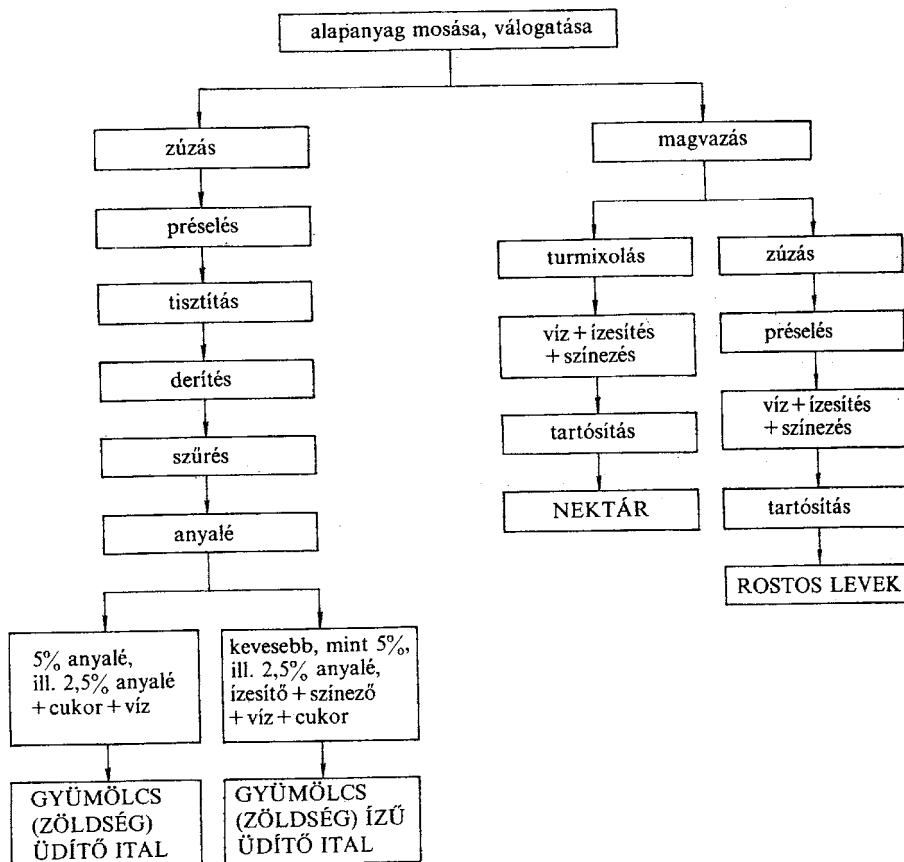 alapanyag mosása, válogatása
zúzás
préselés
tisztítás
derítés
szűrés
anyalé
5% anyalé,
ill. 2,5% anyalé
+ cukor + víz
GYÜMÖLCS
(ZÖLDSÉG)
ÜDÍTŐ ITAL
kevesebb, mint 5%,
ill. 2,5% anyalé,
ízesítő + színező
+ víz + cukor
GYÜMÖLCS
(ZÖLDSÉG) ÍZŰ
ÜDÍTŐ ITAL
magvazás
turmixolás
víz + ízesítés
+ színezés
tartósítás
NEKTÁR
zúzás
préselés
víz + ízesítés
+ színezés
tartósítás
ROSTOS LEVEK